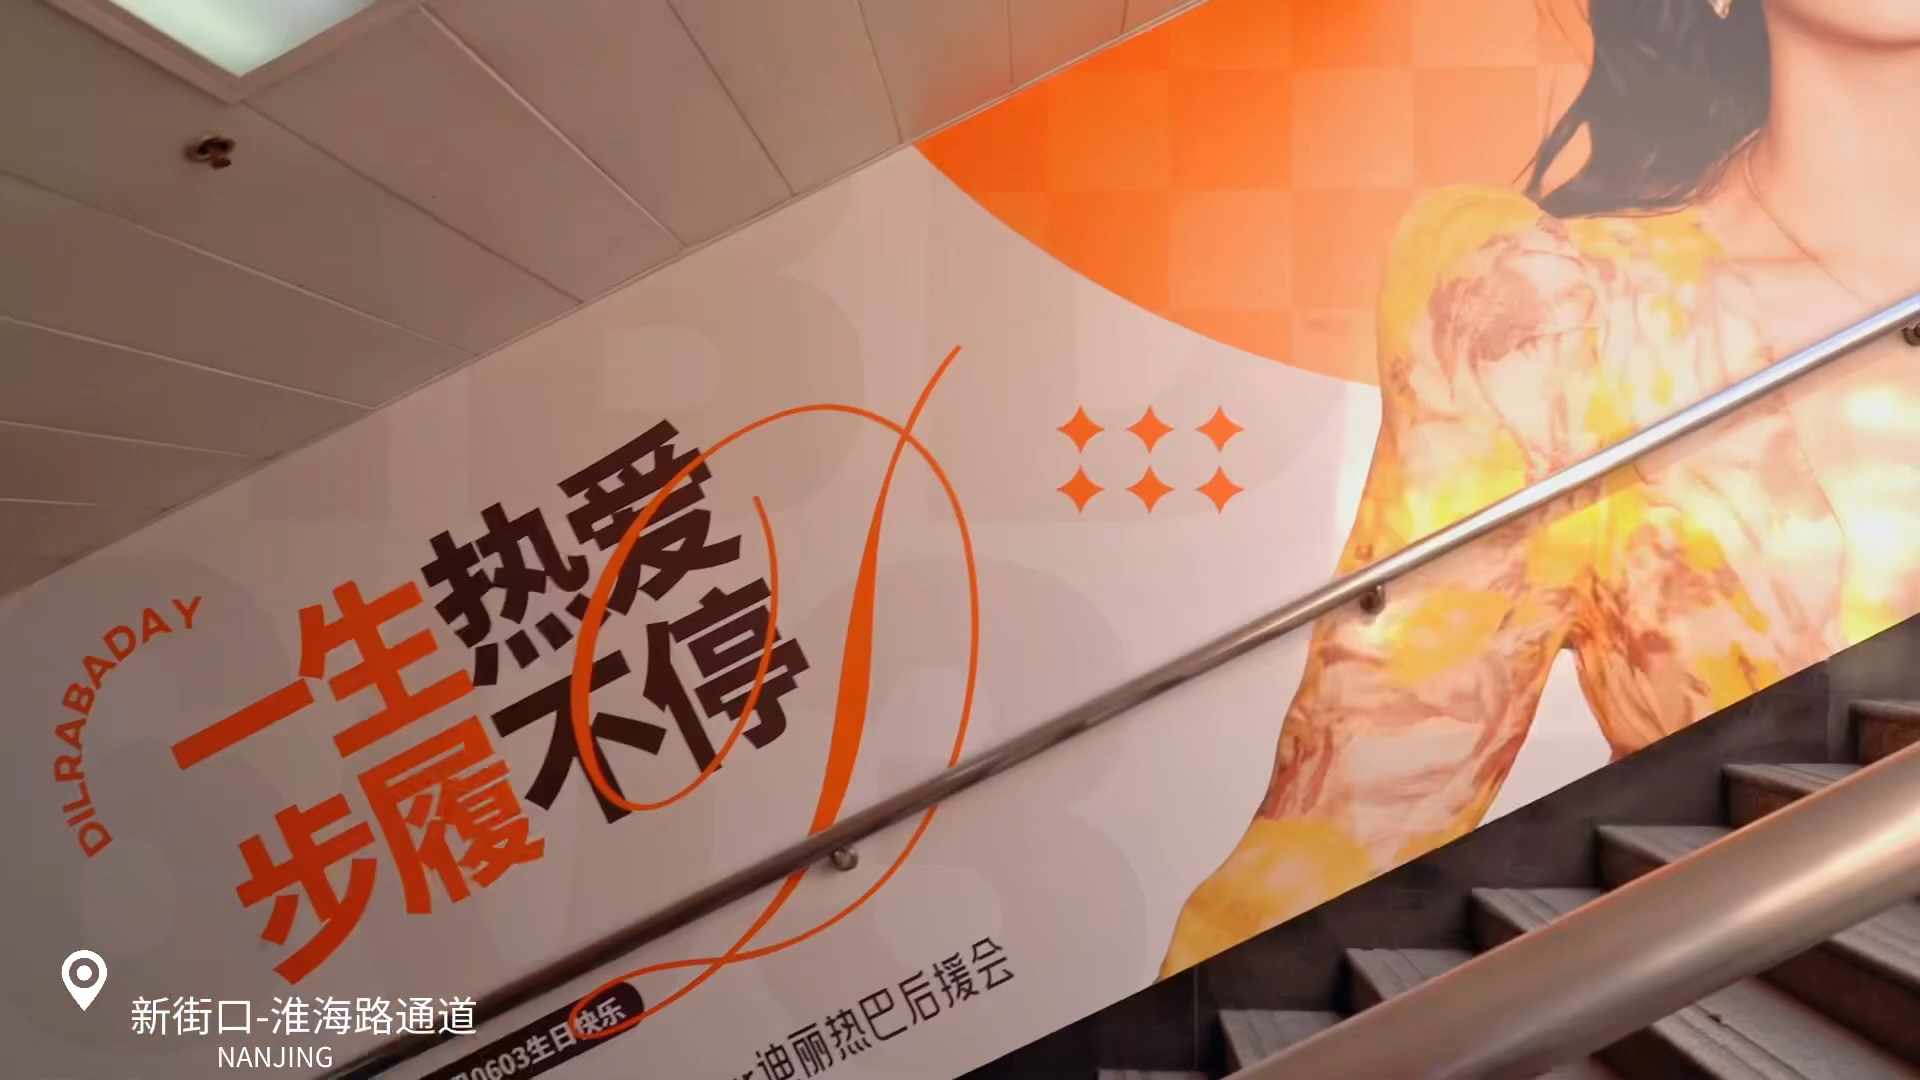 DILRABADAY
一生热爱
步履不停
D
0603生日快乐
迪丽热巴后援会
新街口-淮海路通道
NANJING